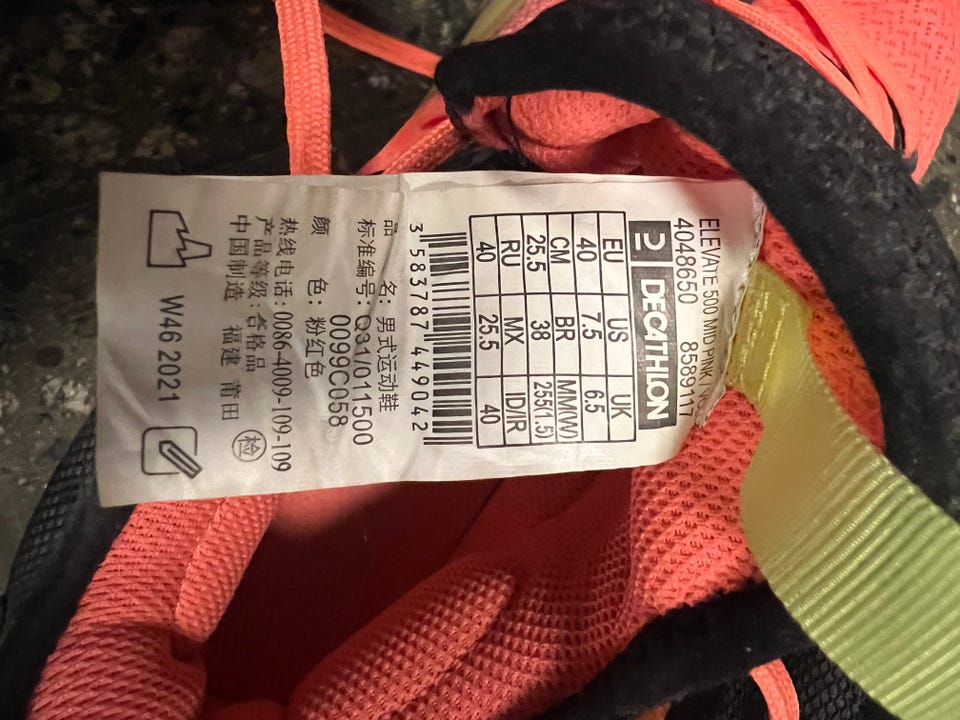 ELEVATE 500 MID PINK /
4048650 8589117
DECATHLON
EU US UK
40 7.5 6.5
CM BR MM(W)
25.5 38 255(1.5)
RU MX ID/IR
40 25.5 40
3 583787 449042
品 名: 男式运动鞋
标准编号: Q31/011500
0099C058
颜 色: 粉红色
热线电话: 0086-4009-109-109
产品等级: 合格品 检
中国制造 福建 莆田
W46 2021